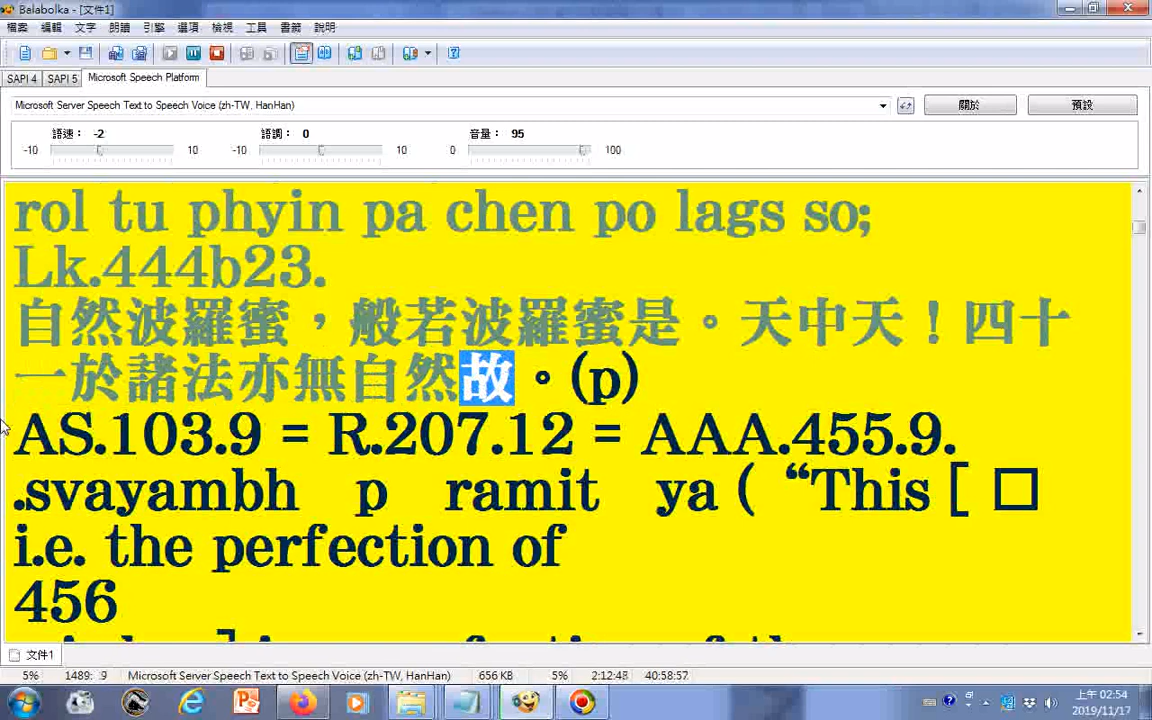 Balabolka - [文件1]
檔案 編輯 文字 朗讀 引擎 選項 檢視 工具 書籤 說明
SAPI 4 SAPI 5 Microsoft Speech Platform
Microsoft Server Speech Text to Speech Voice (zh-TW, HanHan) 關於 預設
語速： -2 語調： 0 音量： 95
-10 10 -10 10 0 100
rol tu phyin pa chen po lags so;
Lk.444b23.
自然波羅蜜，般若波羅蜜是。天中天！四十
一於諸法亦無自然故。(p)
AS.103.9 = R.207.12 = AAA.455.9.
.svayambh p ramit ya ( “This [ □
i.e. the perfection of
456
文件1
5% 1489: 9 Microsoft Server Speech Text to Speech Voice (zh-TW, HanHan) 656 KB 5% 2:12:48 40:58:57
上午 02:54
2019/11/17